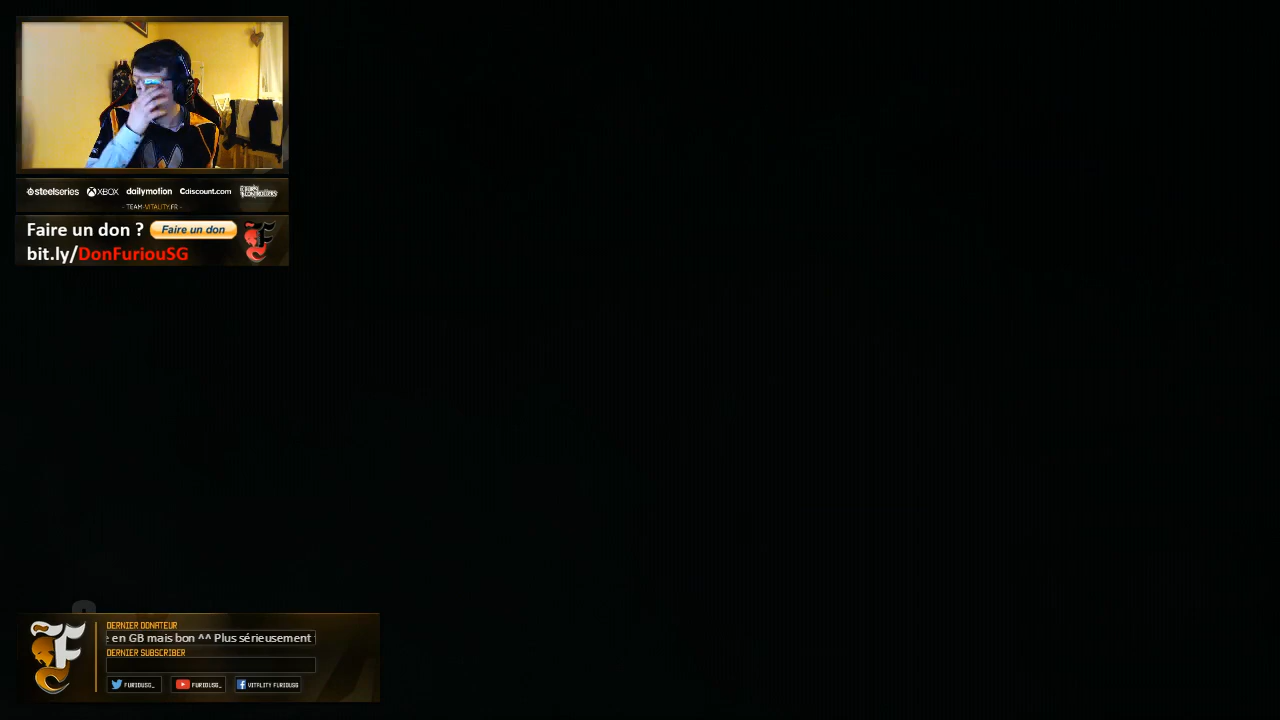 steelseries XBOX dailymotion Cdiscount.com
- TEAM-VITALITY.FR -
Faire un don ? Faire un don
bit.ly/DonFuriouSG
DERNIER DONATEUR
en GB mais bon ^^ Plus sérieusement
DERNIER SUBSCRIBER
FURIOUSG_ FURIOUSG_ VITALITY FURIOUSG